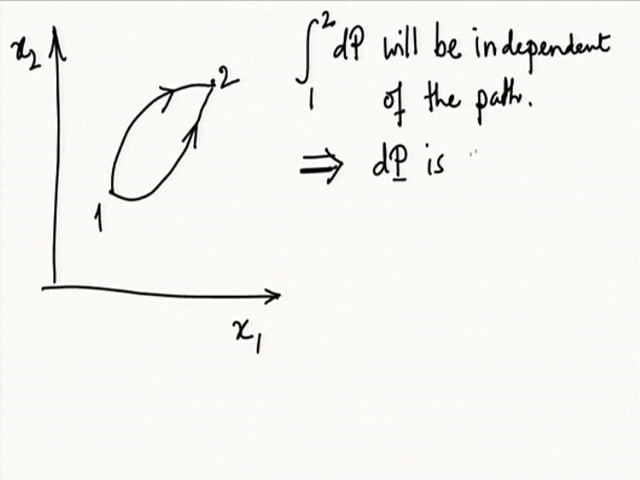 x₂
2
1
x₁
∫₁² dP will be independent
of the path.
⇒ dP is